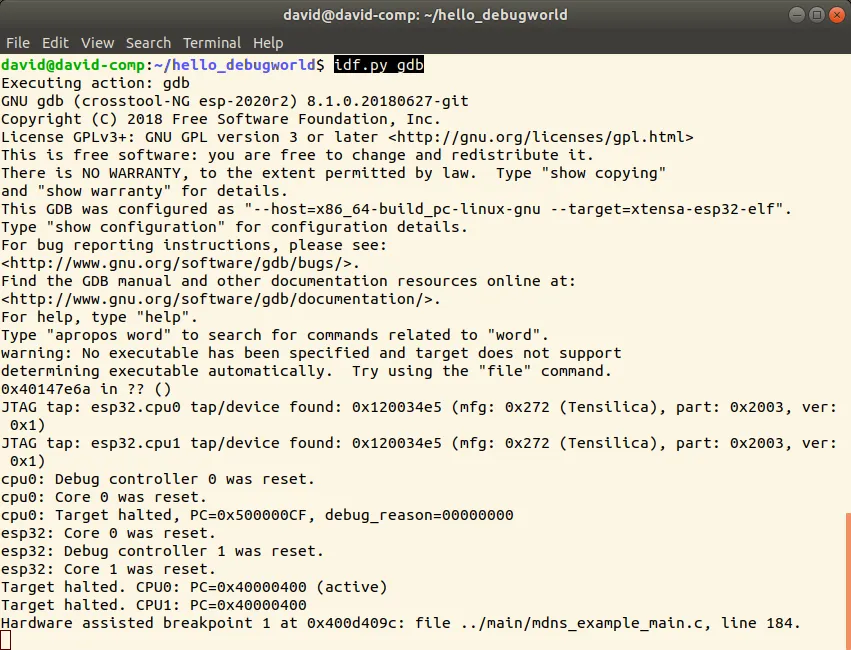 david@david-comp: ~/hello_debugworld
File Edit View Search Terminal Help
david@david-comp:~/hello_debugworld$ idf.py gdb
Executing action: gdb
GNU gdb (crosstool-NG esp-2020r2) 8.1.0.20180627-git
Copyright (C) 2018 Free Software Foundation, Inc.
License GPLv3+: GNU GPL version 3 or later <http://gnu.org/licenses/gpl.html>
This is free software: you are free to change and redistribute it.
There is NO WARRANTY, to the extent permitted by law.  Type "show copying"
and "show warranty" for details.
This GDB was configured as "--host=x86_64-build_pc-linux-gnu --target=xtensa-esp32-elf".
Type "show configuration" for configuration details.
For bug reporting instructions, please see:
<http://www.gnu.org/software/gdb/bugs/>.
Find the GDB manual and other documentation resources online at:
<http://www.gnu.org/software/gdb/documentation/>.
For help, type "help".
Type "apropos word" to search for commands related to "word".
warning: No executable has been specified and target does not support
determining executable automatically.  Try using the "file" command.
0x40147e6a in ?? ()
JTAG tap: esp32.cpu0 tap/device found: 0x120034e5 (mfg: 0x272 (Tensilica), part: 0x2003, ver:
 0x1)
JTAG tap: esp32.cpu1 tap/device found: 0x120034e5 (mfg: 0x272 (Tensilica), part: 0x2003, ver:
 0x1)
cpu0: Debug controller 0 was reset.
cpu0: Core 0 was reset.
cpu0: Target halted, PC=0x500000CF, debug_reason=00000000
esp32: Core 0 was reset.
esp32: Debug controller 1 was reset.
esp32: Core 1 was reset.
Target halted. CPU0: PC=0x40000400 (active)
Target halted. CPU1: PC=0x40000400
Hardware assisted breakpoint 1 at 0x400d409c: file ../main/mdns_example_main.c, line 184.